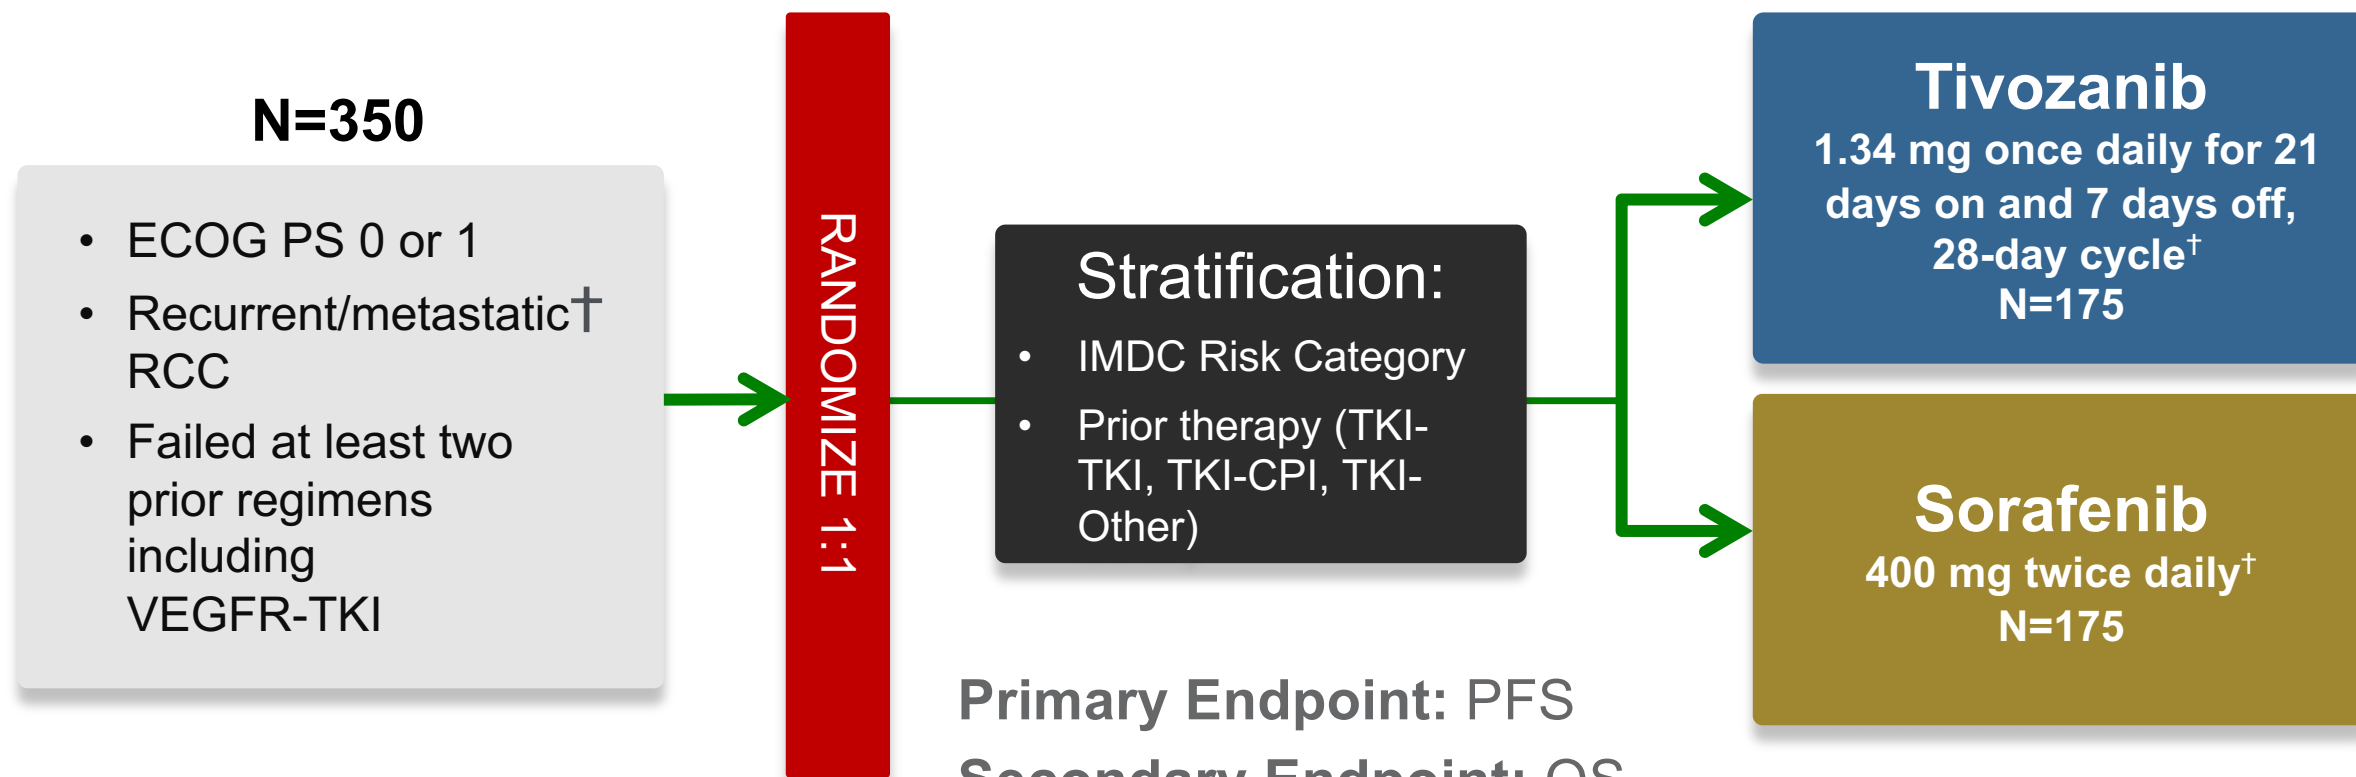 N=350
• ECOG PS 0 or 1
• Recurrent/metastatic†
RCC
• Failed at least two
prior regimens
including
VEGFR-TKI
RANDOMIZE 1:1
Stratification:
• IMDC Risk Category
• Prior therapy (TKI-
TKI, TKI-CPI, TKI-
Other)
Tivozanib
1.34 mg once daily for 21
days on and 7 days off,
28-day cycle†
N=175
Sorafenib
400 mg twice daily†
N=175
Primary Endpoint: PFS
Secondary Endpoint: OS